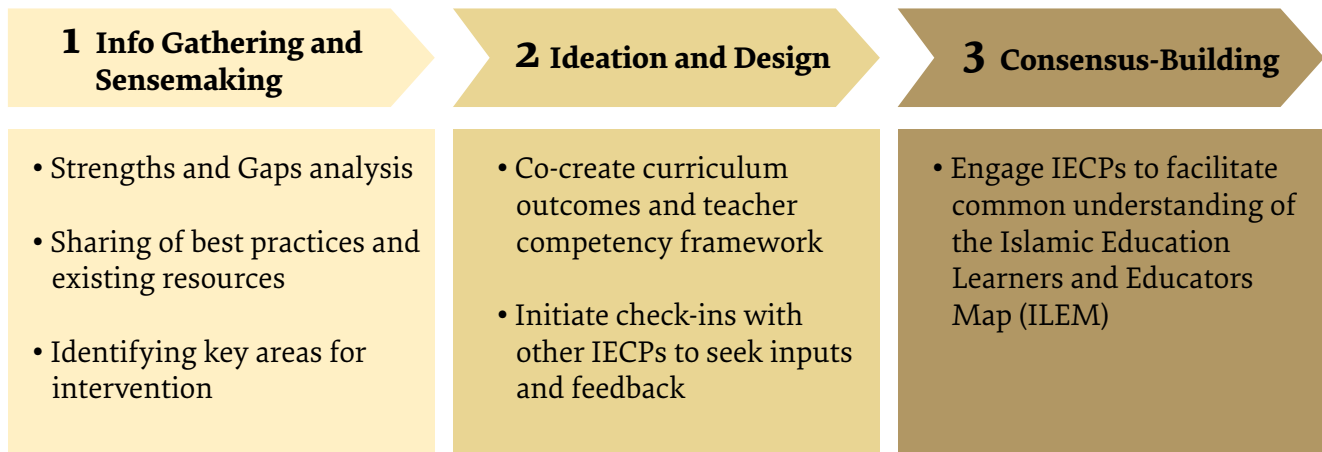 1 Info Gathering and
Sensemaking
• Strengths and Gaps analysis
• Sharing of best practices and
existing resources
• Identifying key areas for
intervention
2 Ideation and Design
• Co-create curriculum
outcomes and teacher
competency framework
• Initiate check-ins with
other IECPs to seek inputs
and feedback
3 Consensus-Building
• Engage IECPs to facilitate
common understanding of
the Islamic Education
Learners and Educators
Map (ILEM)